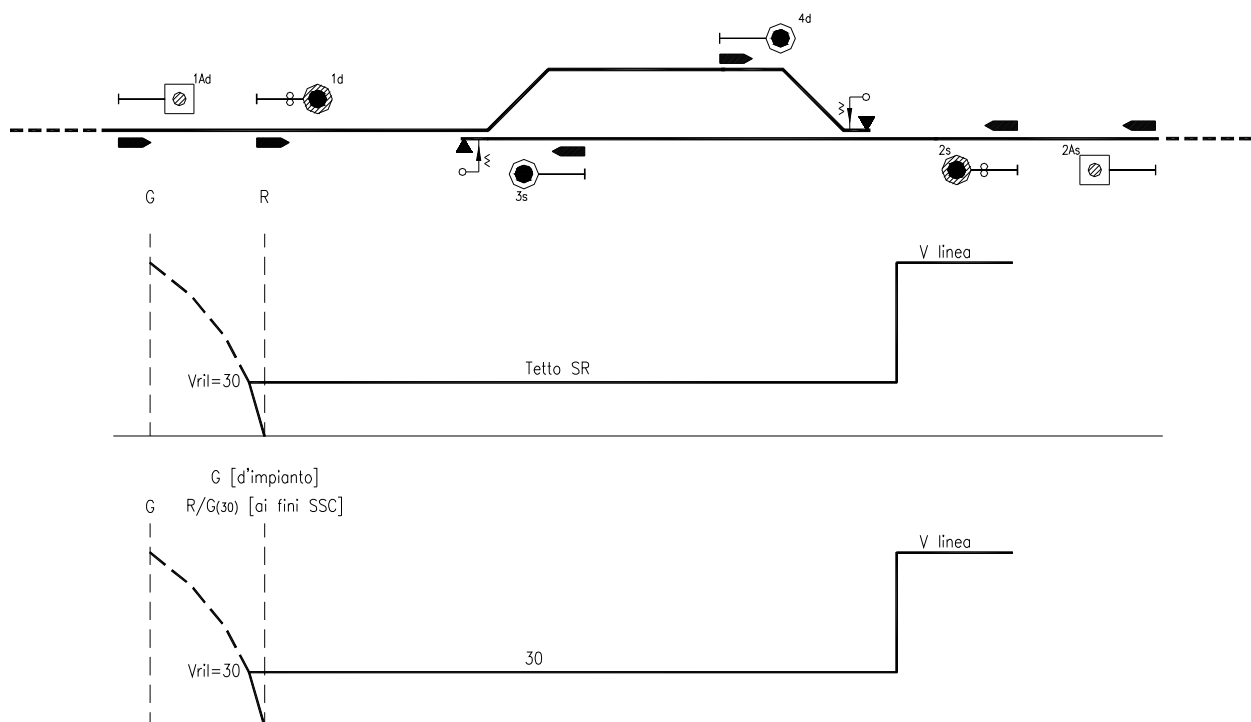 4d
1Ad
1d
2s
2As
3s
G R
V linea
Tetto SR
Vril=30
G [d'impianto]
G R/G(30) [ai fini SSC]
V linea
30
Vril=30